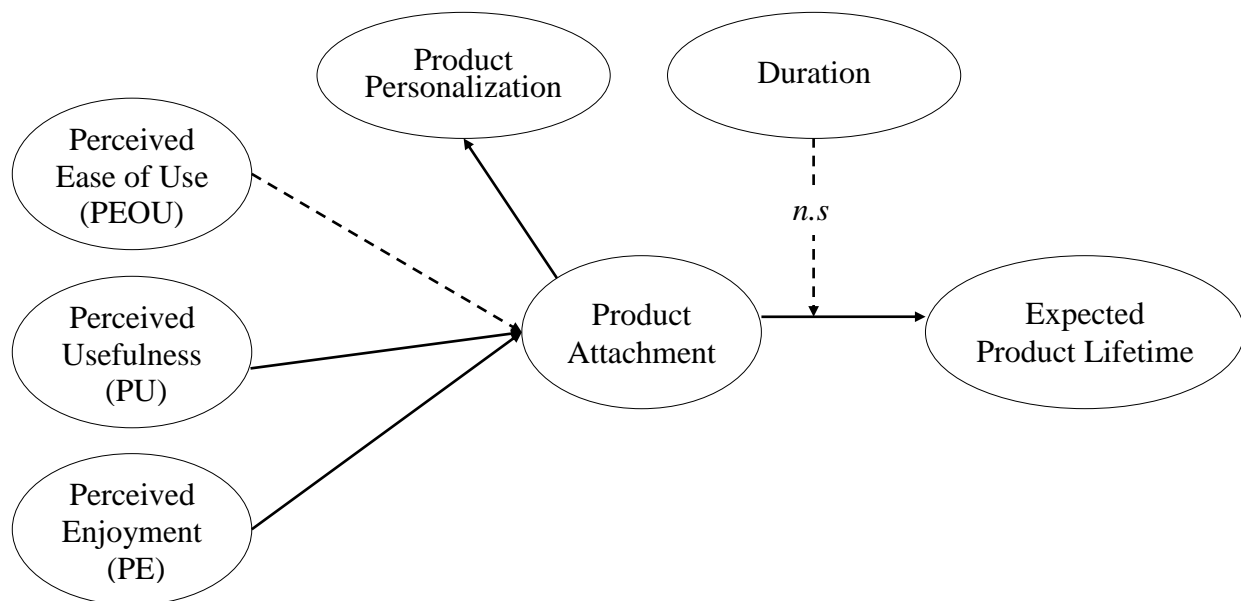 Product
Personalization
Duration
Perceived
Ease of Use
(PEOU)
n.s
Perceived
Usefulness
(PU)
Product
Attachment
Expected
Product Lifetime
Perceived
Enjoyment
(PE)